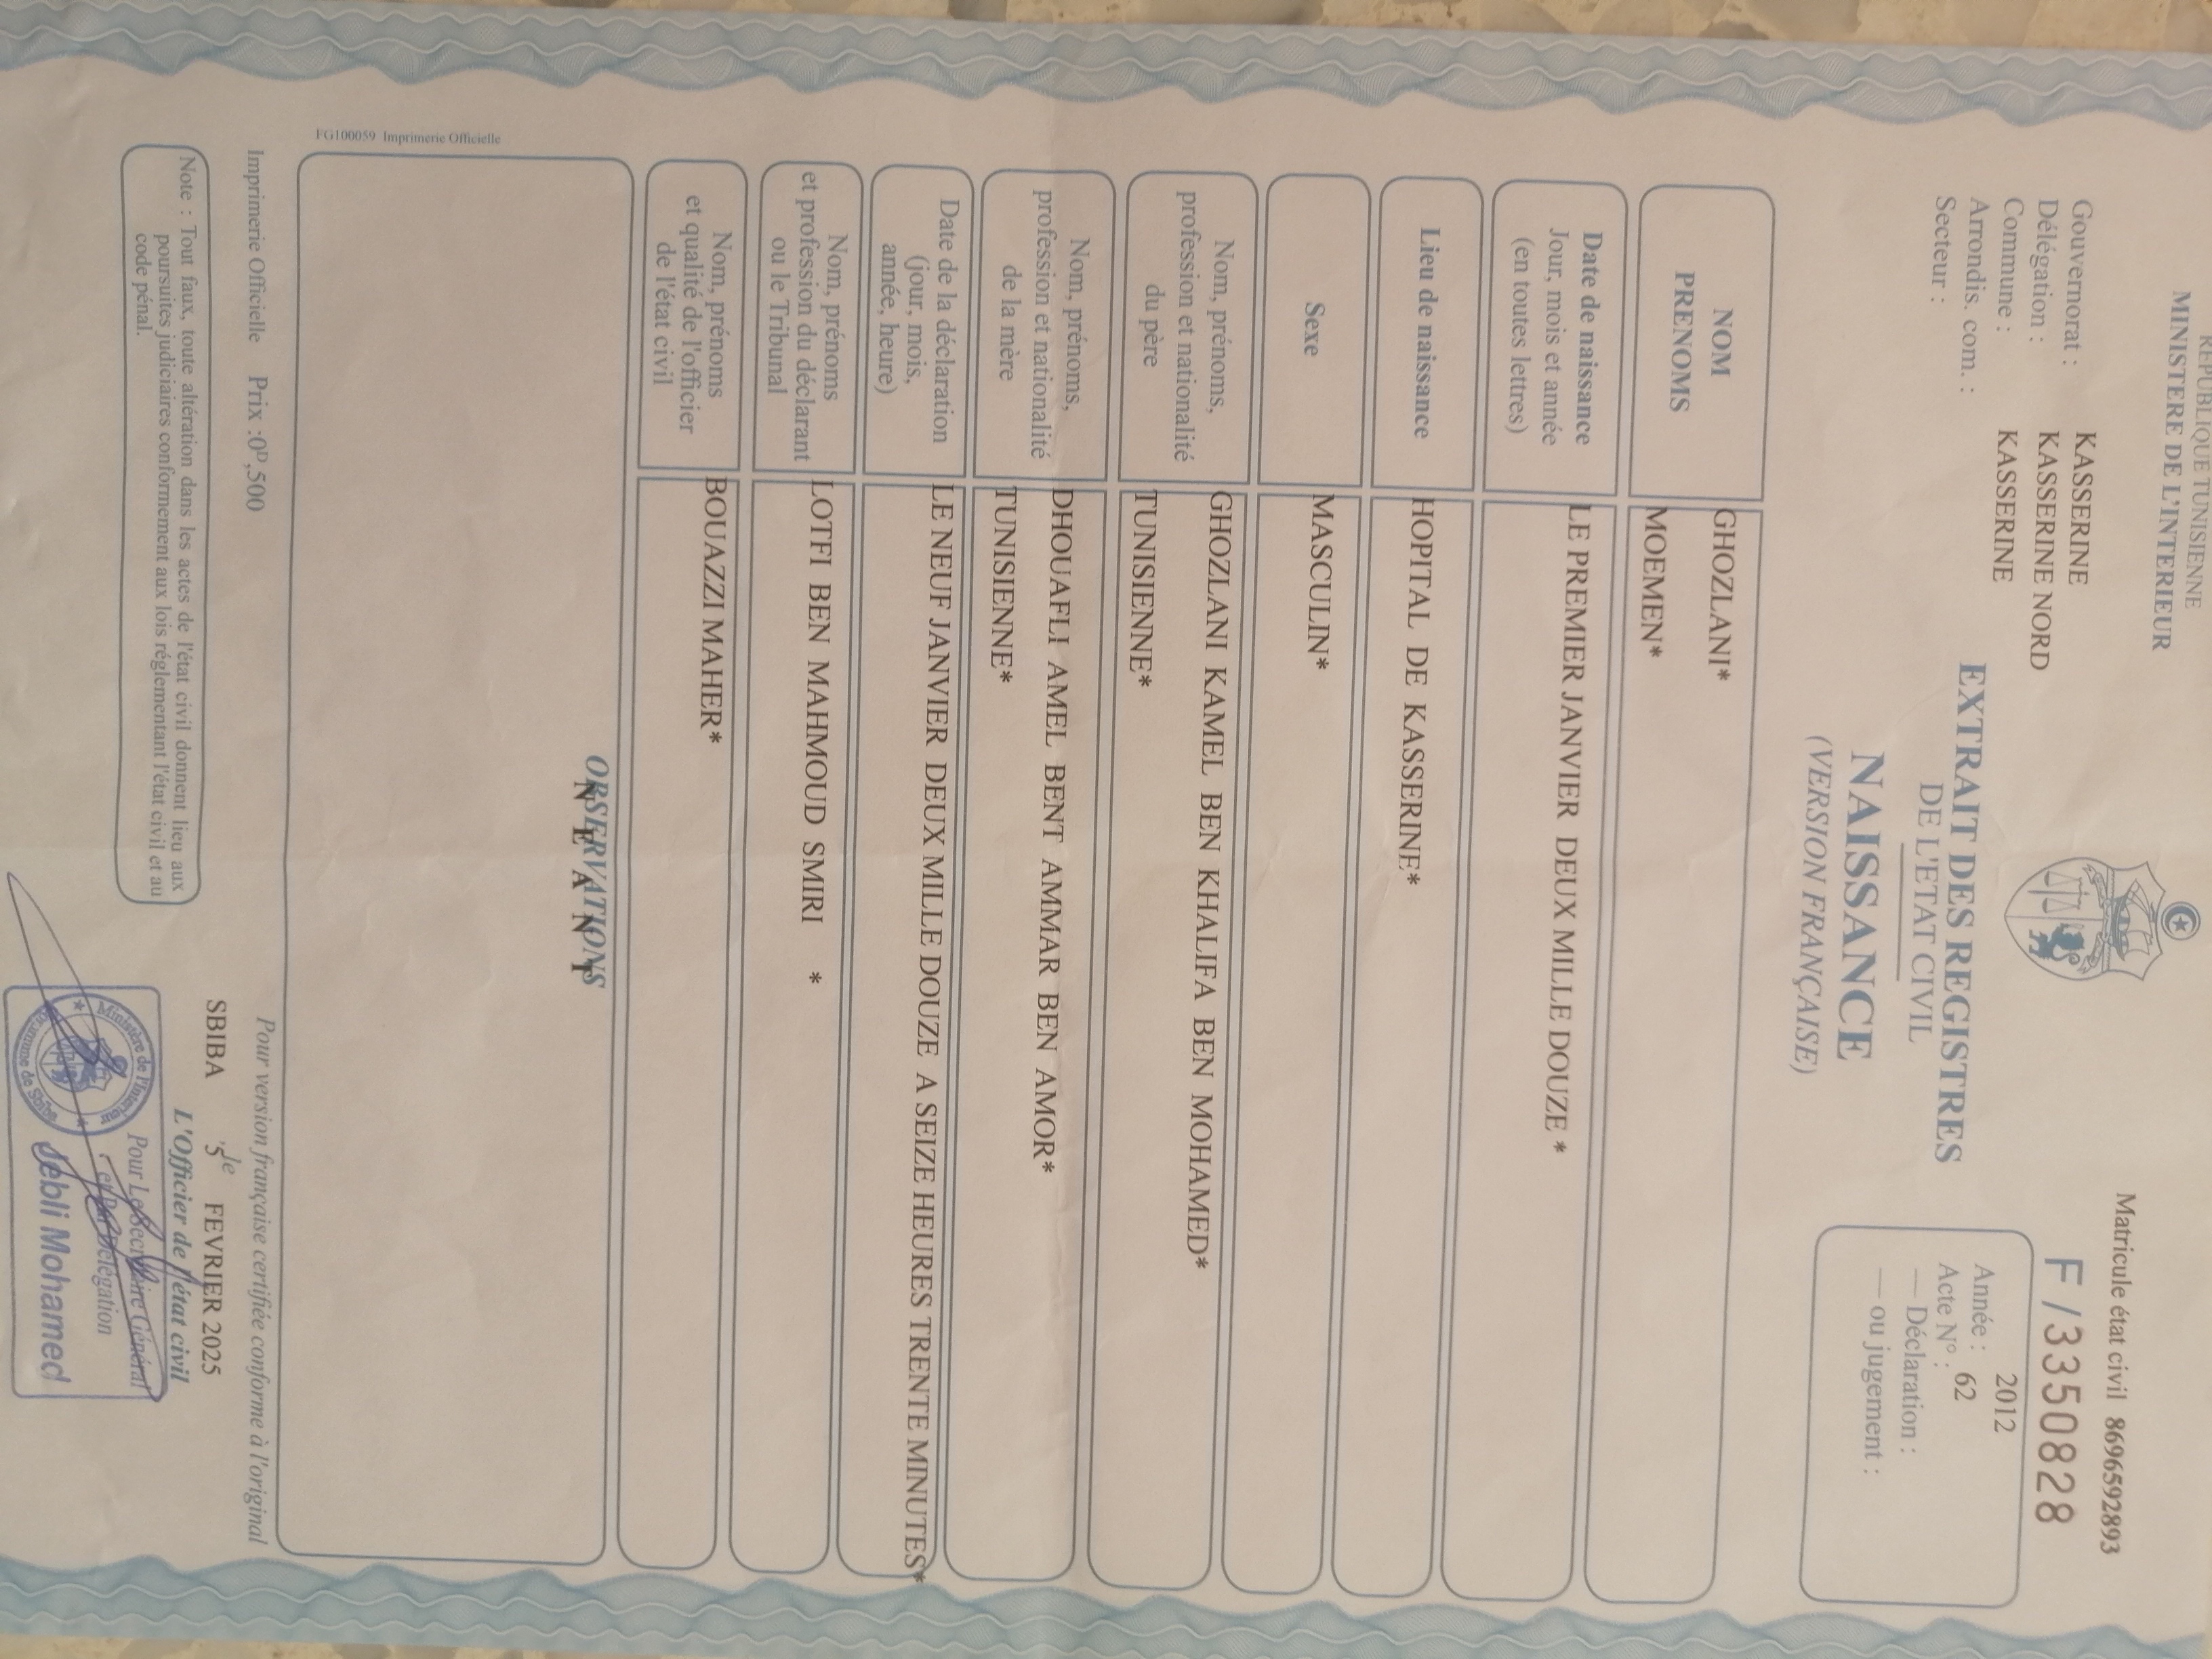 REPUBLIQUE TUNISIENNE
MINISTERE DE L'INTERIEUR
Gouvernorat : KASSERINE
Délégation : KASSERINE NORD
Commune : KASSERINE
Arrondis. com. :
Secteur :
EXTRAIT DES REGISTRES
DE L'ETAT CIVIL
NAISSANCE
(VERSION FRANÇAISE)
Matricule état civil 8696592893
F/3350828
Année : 2012
Acte N° : 62
— Déclaration :
— ou jugement :
NOM GHOZLANI*
PRENOMS MOEMEN*
Date de naissance LE PREMIER JANVIER DEUX MILLE DOUZE *
Jour, mois et année
(en toutes lettres)
Lieu de naissance HOPITAL DE KASSERINE*
Sexe MASCULIN*
Nom, prénoms, GHOZLANI KAMEL BEN KHALIFA BEN MOHAMED*
profession et nationalité
du père TUNISIENNE*
Nom, prénoms, DHOUAFLI AMEL BENT AMMAR BEN AMOR*
profession et nationalité
de la mère TUNISIENNE*
Date de la déclaration LE NEUF JANVIER DEUX MILLE DOUZE A SEIZE HEURES TRENTE MINUTES*
(jour, mois,
année, heure)
Nom, prénoms LOTFI BEN MAHMOUD SMIRI *
et profession du déclarant
ou le Tribunal
Nom, prénoms BOUAZZI MAHER*
et qualité de l'officier
de l'état civil
OBSERVATIONS
N E A N T
FG100059 Imprimerie Officielle
Imprimerie Officielle Prix : 0D,500
Pour version française certifiée conforme à l'original
Note : Tout faux, toute altération dans les actes de l'état civil donnent lieu aux
poursuites judiciaires conformement aux lois réglementant l'état civil et au
code pénal.
SBIBA le 5 FEVRIER 2025
L'Officier de l'état civil
Ministère de l'Intérieur
Commune de Sbiba
Pour Le Secrétaire Général
et Par Délégation
Jebli Mohamed